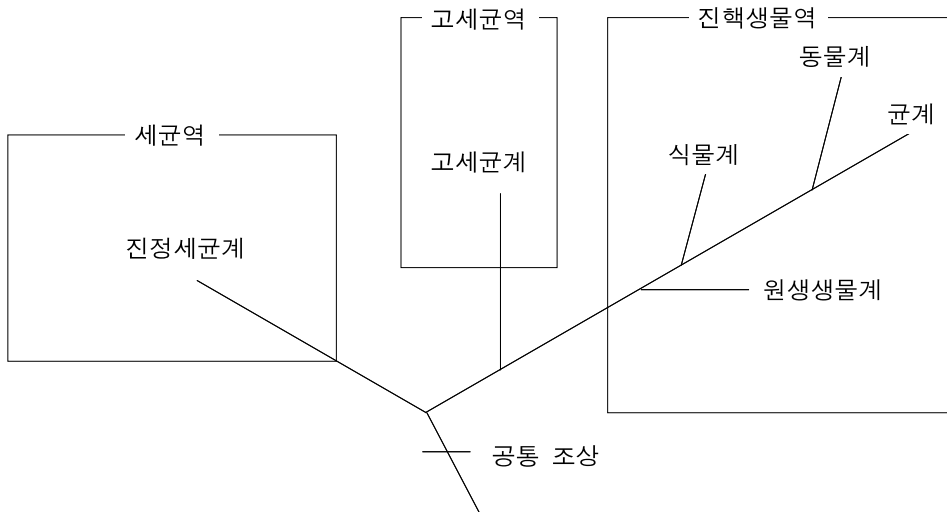 고세균역
진핵생물역
동물계
균계
세균역
식물계
고세균계
진정세균계
원생생물계
공통 조상